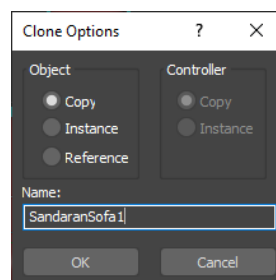 Clone Options ? ×
Object
Controller
Copy
Copy
Instance
Instance
Reference
Name:
SandaranSofa1
OK
Cancel